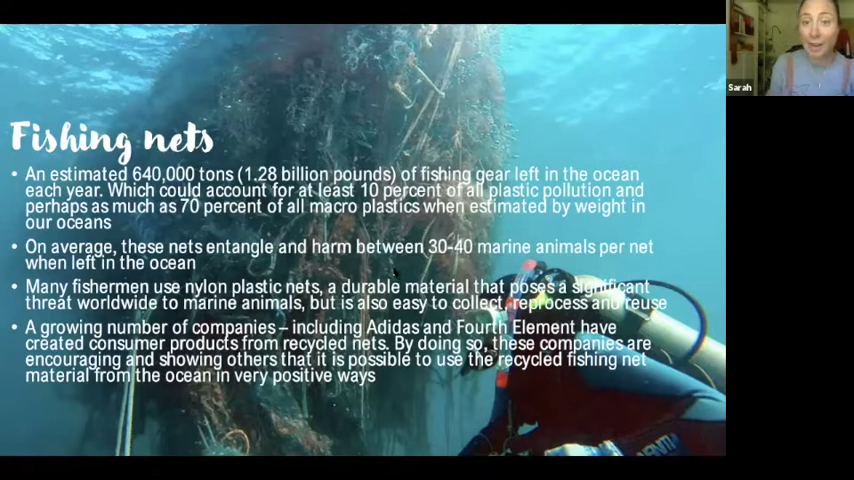 Sarah
Fishing nets
• An estimated 640,000 tons (1.28 billion pounds) of fishing gear left in the ocean
each year. Which could account for at least 10 percent of all plastic pollution and
perhaps as much as 70 percent of all macro plastics when estimated by weight in
our oceans
• On average, these nets entangle and harm between 30-40 marine animals per net
when left in the ocean
• Many fishermen use nylon plastic nets, a durable material that poses a significant
threat worldwide to marine animals, but is also easy to collect, reprocess and reuse
• A growing number of companies – including Adidas and Fourth Element have
created consumer products from recycled nets. By doing so, these companies are
encouraging and showing others that it is possible to use the recycled fishing net
material from the ocean in very positive ways